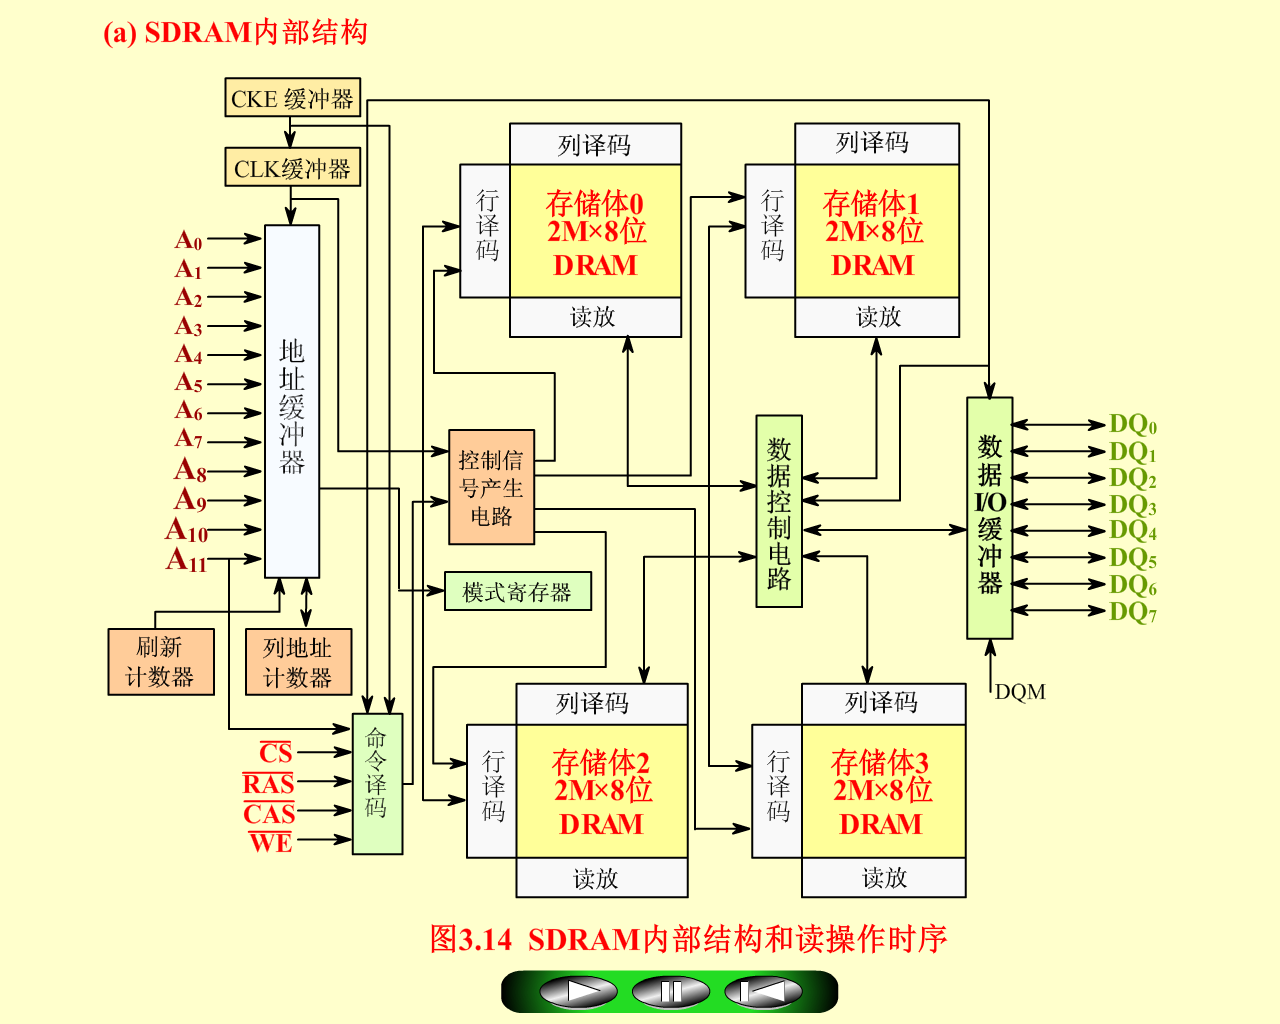 (a) SDRAM内部结构
CKE 缓冲器
CLK缓冲器
A0
A1
A2
A3
A4
A5
A6
A7
A8
A9
A10
A11
地址缓冲器
刷新
计数器
列地址
计数器
CS
RAS
CAS
WE
命令译码
控制信
号产生
电路
模式寄存器
列译码
行译码
存储体0
2M×8位
DRAM
读放
列译码
行译码
存储体1
2M×8位
DRAM
读放
数据控制电路
数据I/O缓冲器
DQ0
DQ1
DQ2
DQ3
DQ4
DQ5
DQ6
DQ7
DQM
列译码
行译码
存储体2
2M×8位
DRAM
读放
列译码
行译码
存储体3
2M×8位
DRAM
读放
图3.14 SDRAM内部结构和读操作时序